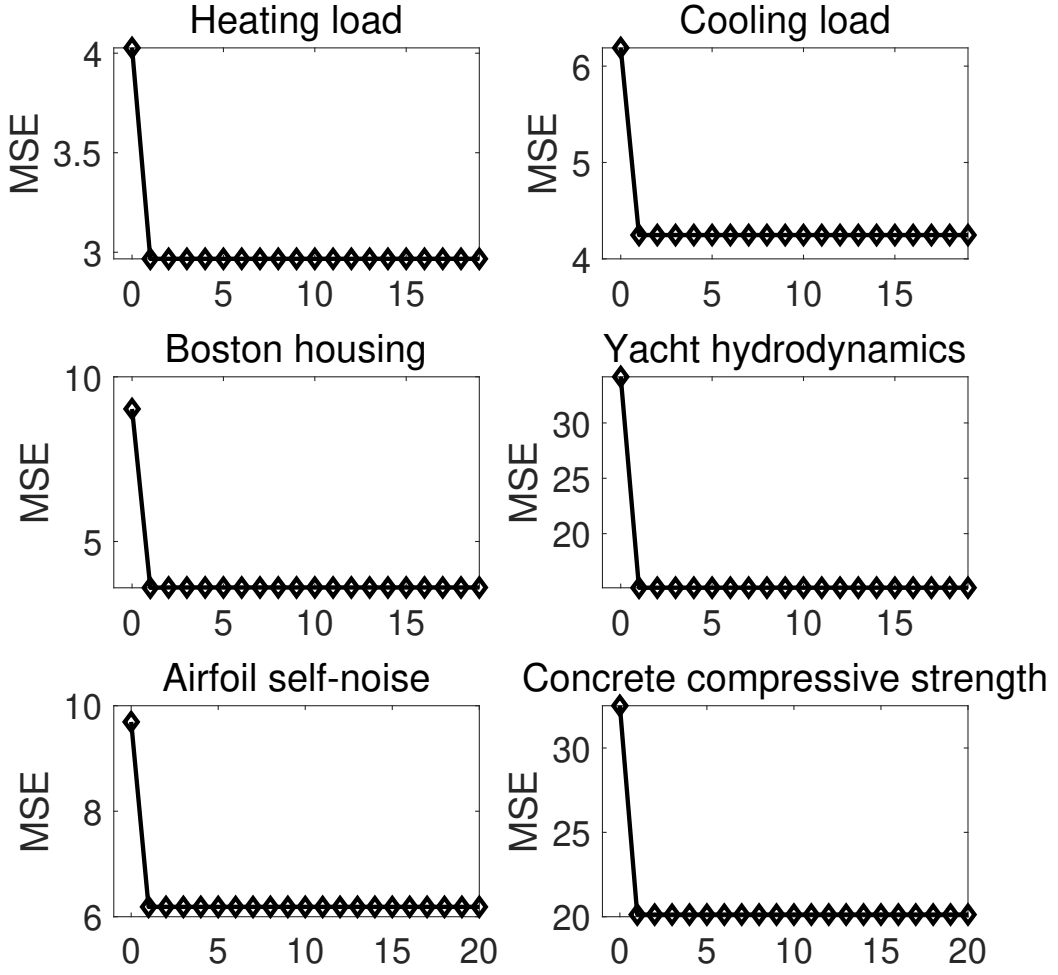 Heating load
MSE
4
3.5
3
0 5 10 15
Cooling load
MSE
6
5
4
0 5 10 15
Boston housing
MSE
10
5
0 5 10 15 20
Yacht hydrodynamics
MSE
30
25
20
0 5 10 15
Airfoil self-noise
MSE
10
8
6
0 5 10 15 20
Concrete compressive strength
MSE
30
25
20
0 5 10 15 20